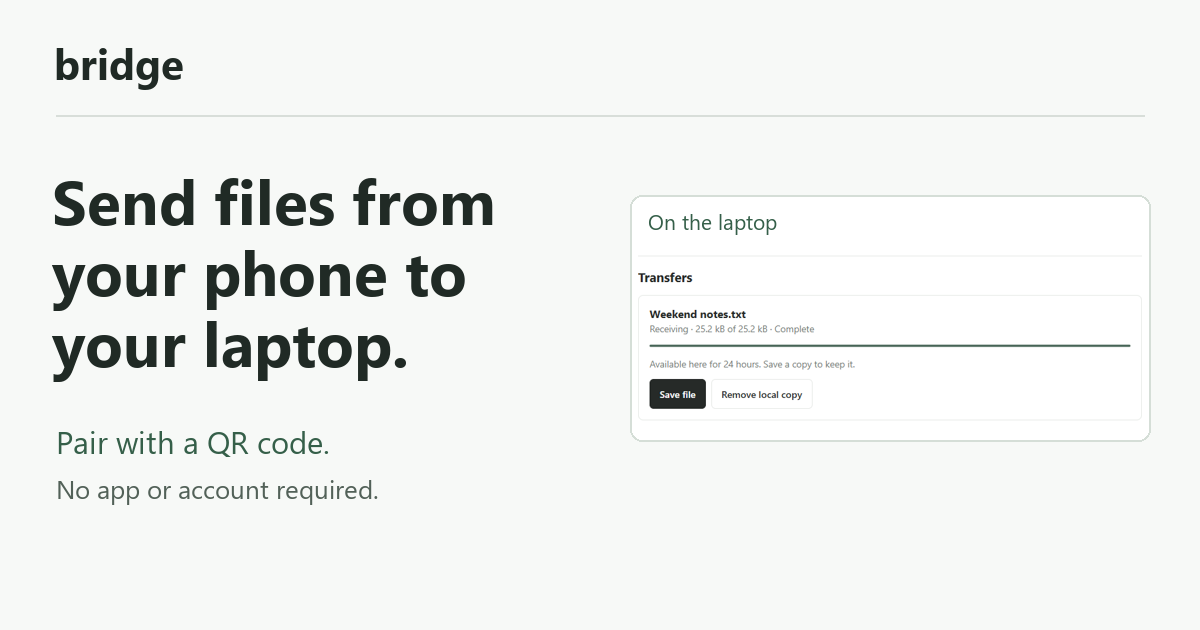 bridge
Send files from
your phone to
your laptop.
Pair with a QR code.
No app or account required.
On the laptop
Transfers
Weekend notes.txt
Receiving · 25.2 kB of 25.2 kB · Complete
Available here for 24 hours. Save a copy to keep it.
Save file
Remove local copy